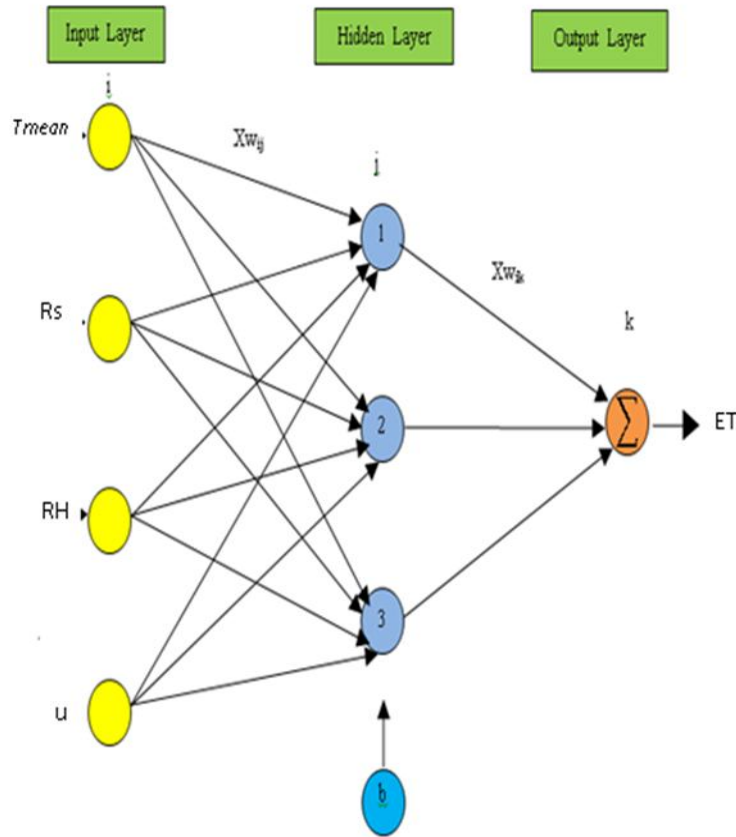 Input Layer
Hidden Layer
Output Layer
i
Tmean
Xwij
j
1
Rs
Xwjk
k
2
Σ
ET
RH
3
u
b